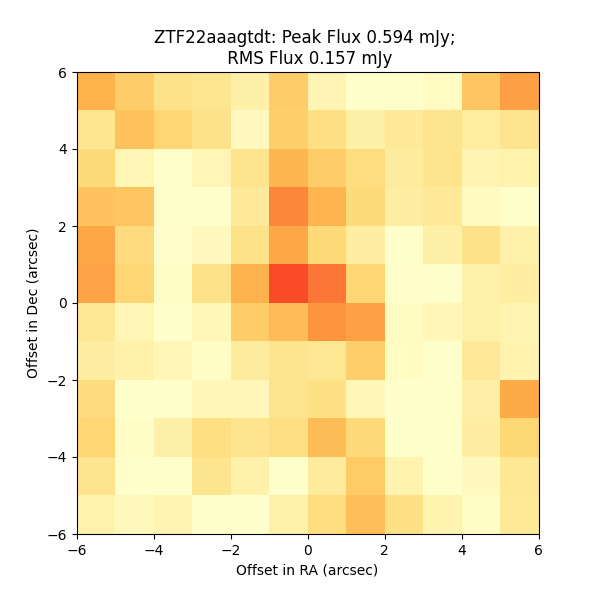 ZTF22aaagtdt: Peak Flux 0.594 mJy;
RMS Flux 0.157 mJy
6
4
2
0
−2
−4
−6
Offset in Dec (arcsec)
−6 −4 −2 0 2 4 6
Offset in RA (arcsec)